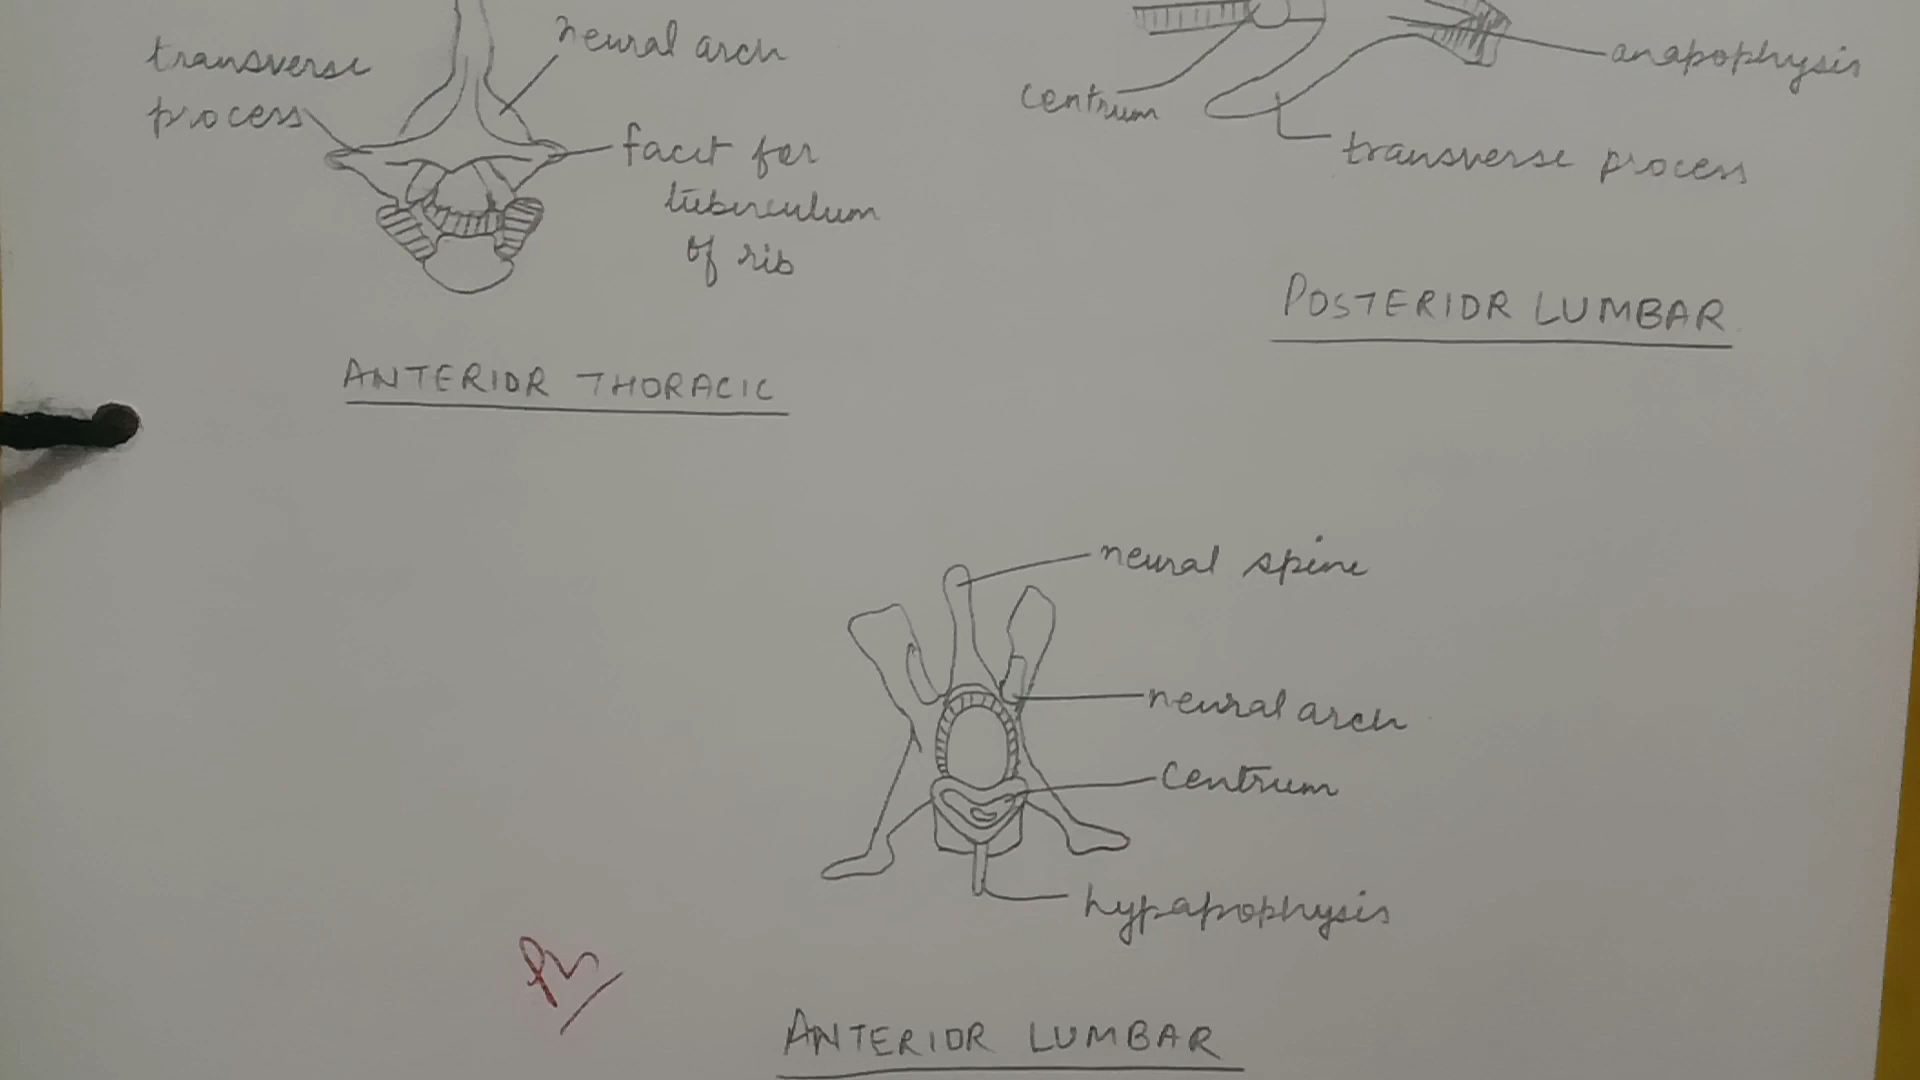 transverse
process
neural arch
facit for
tuberculum
of rib
ANTERIOR THORACIC
anapophysis
centrum
transverse process
POSTERIOR LUMBAR
neural spine
neural arch
Centrum
hypapophysis
ANTERIOR LUMBAR